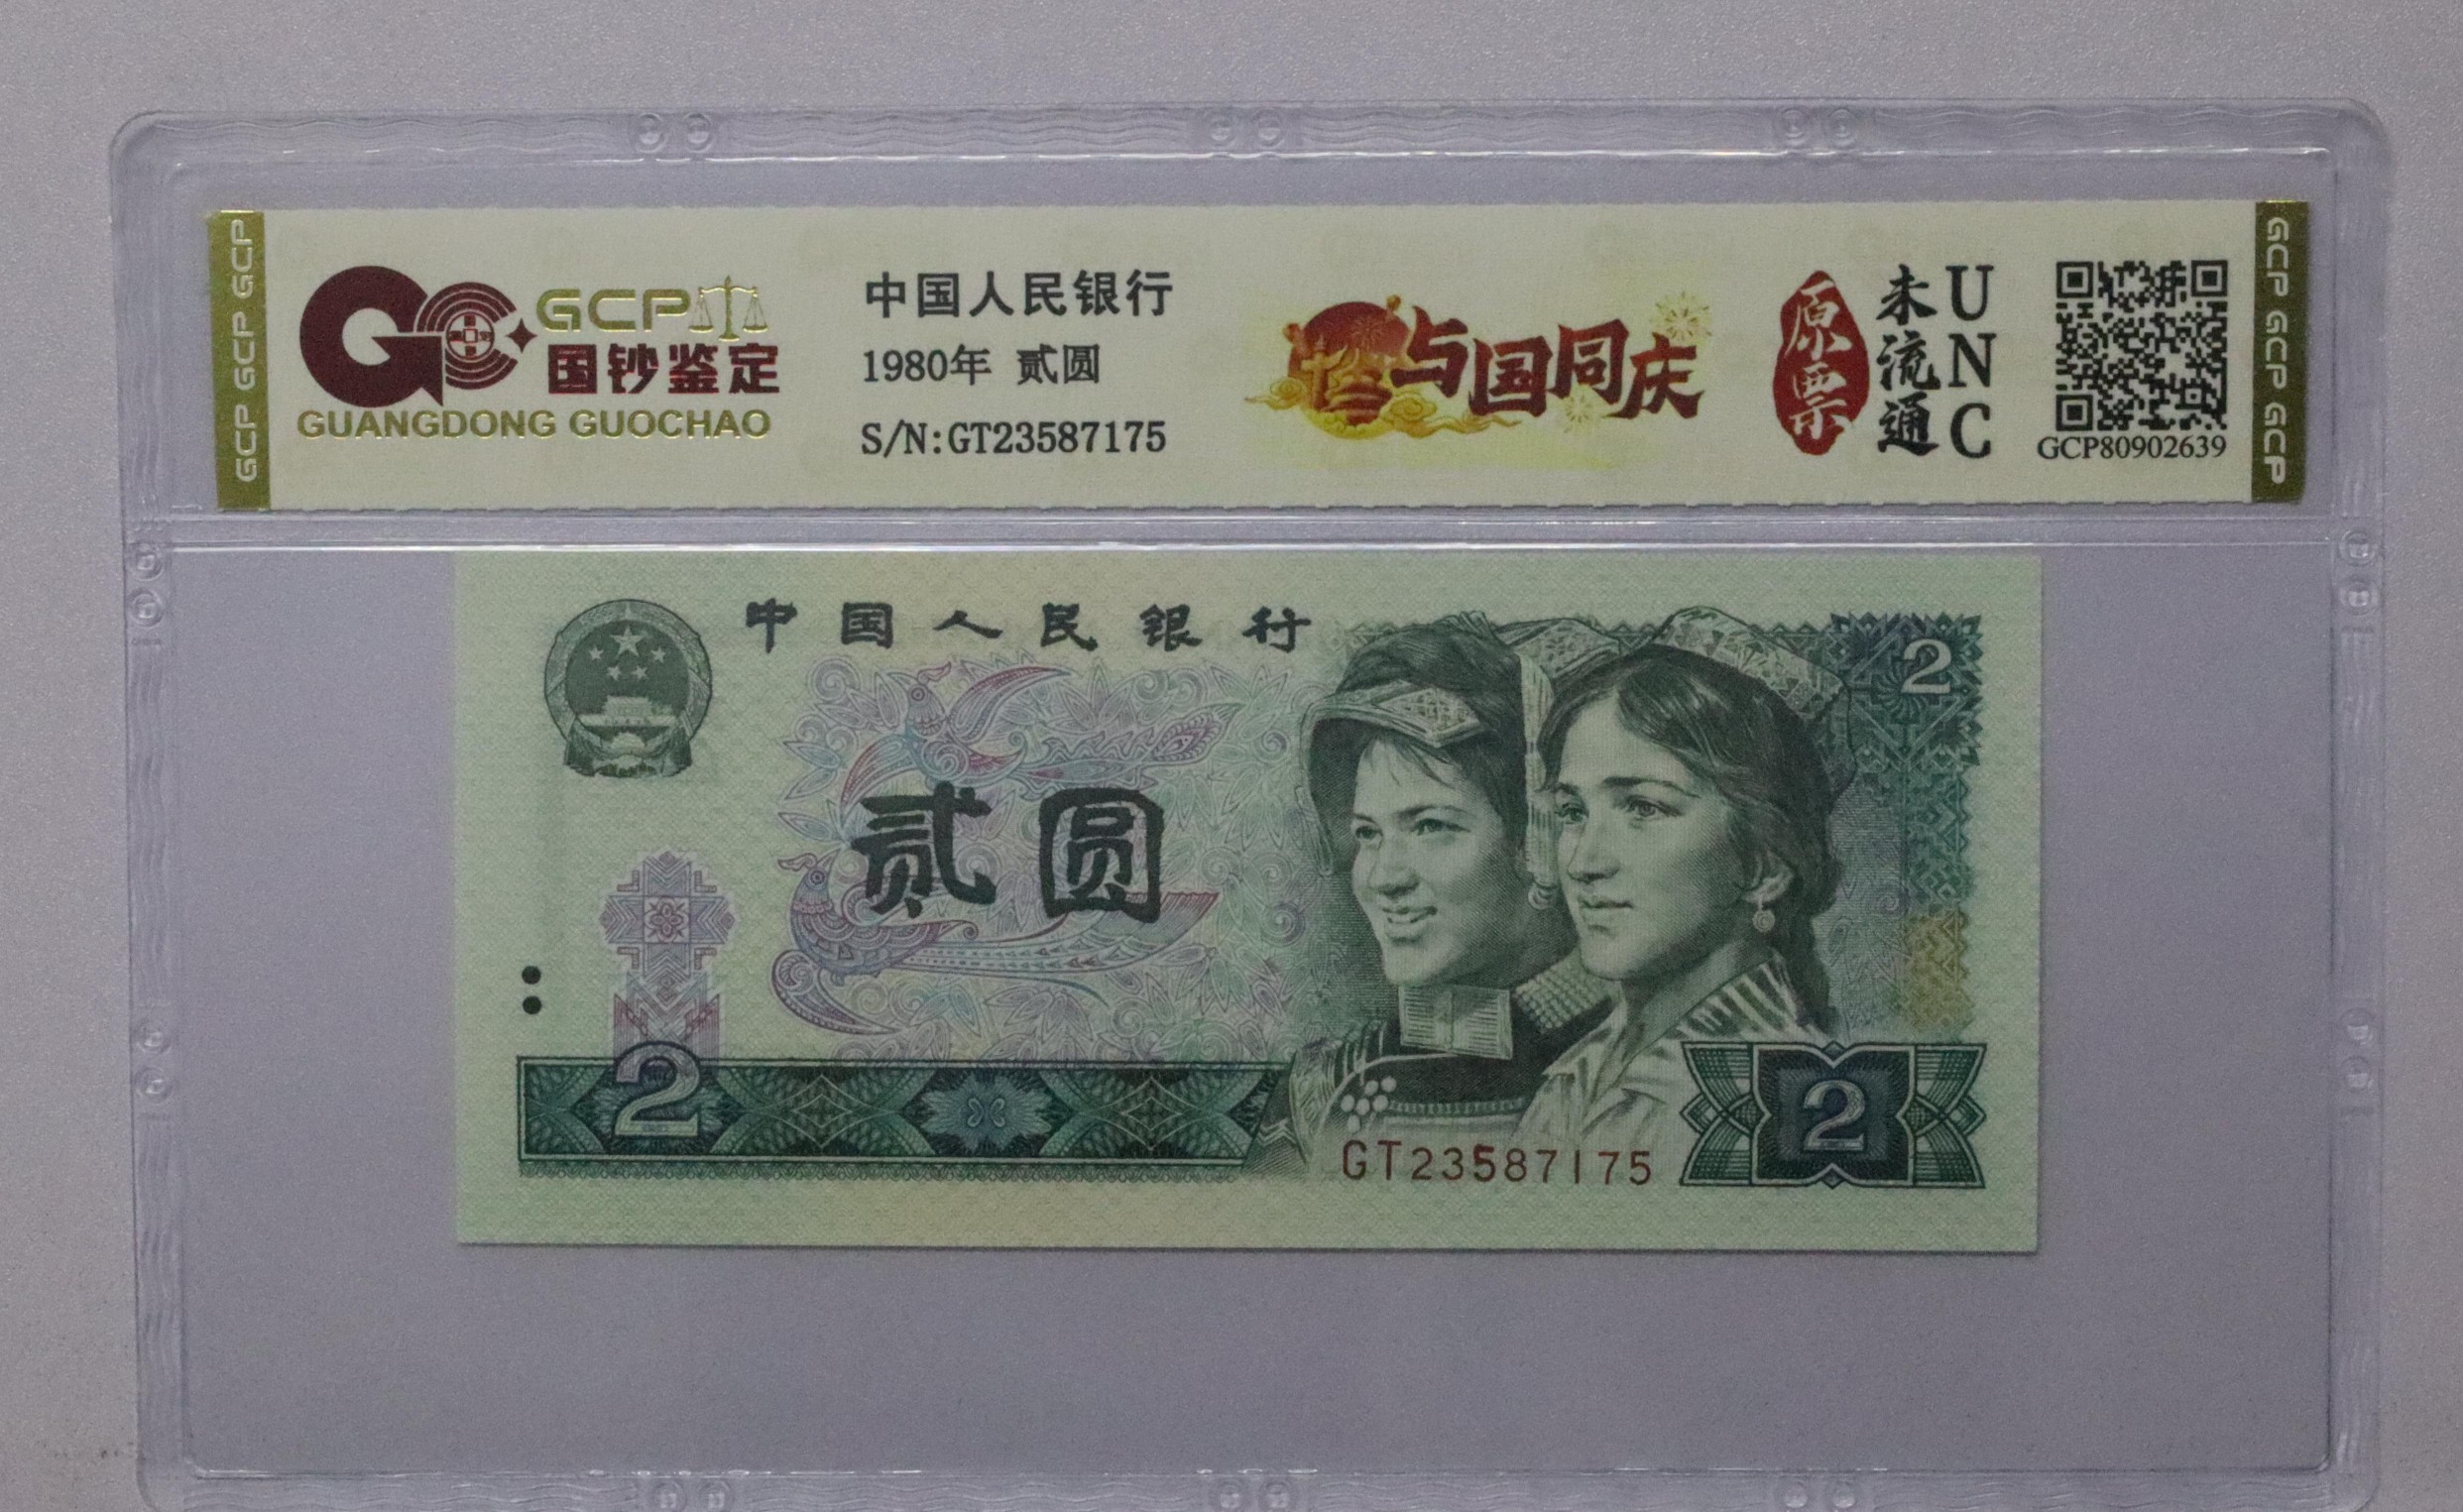 GCP GCP GCP
GCP
国钞鉴定
GUANGDONG GUOCHAO
中国人民银行
1980年 贰圆
S/N:GT23587175
与国同庆
原票
未流通
UNC
GCP80902639
GCP GCP GCP
中国人民银行
2
贰圆
2
GT23587175
2